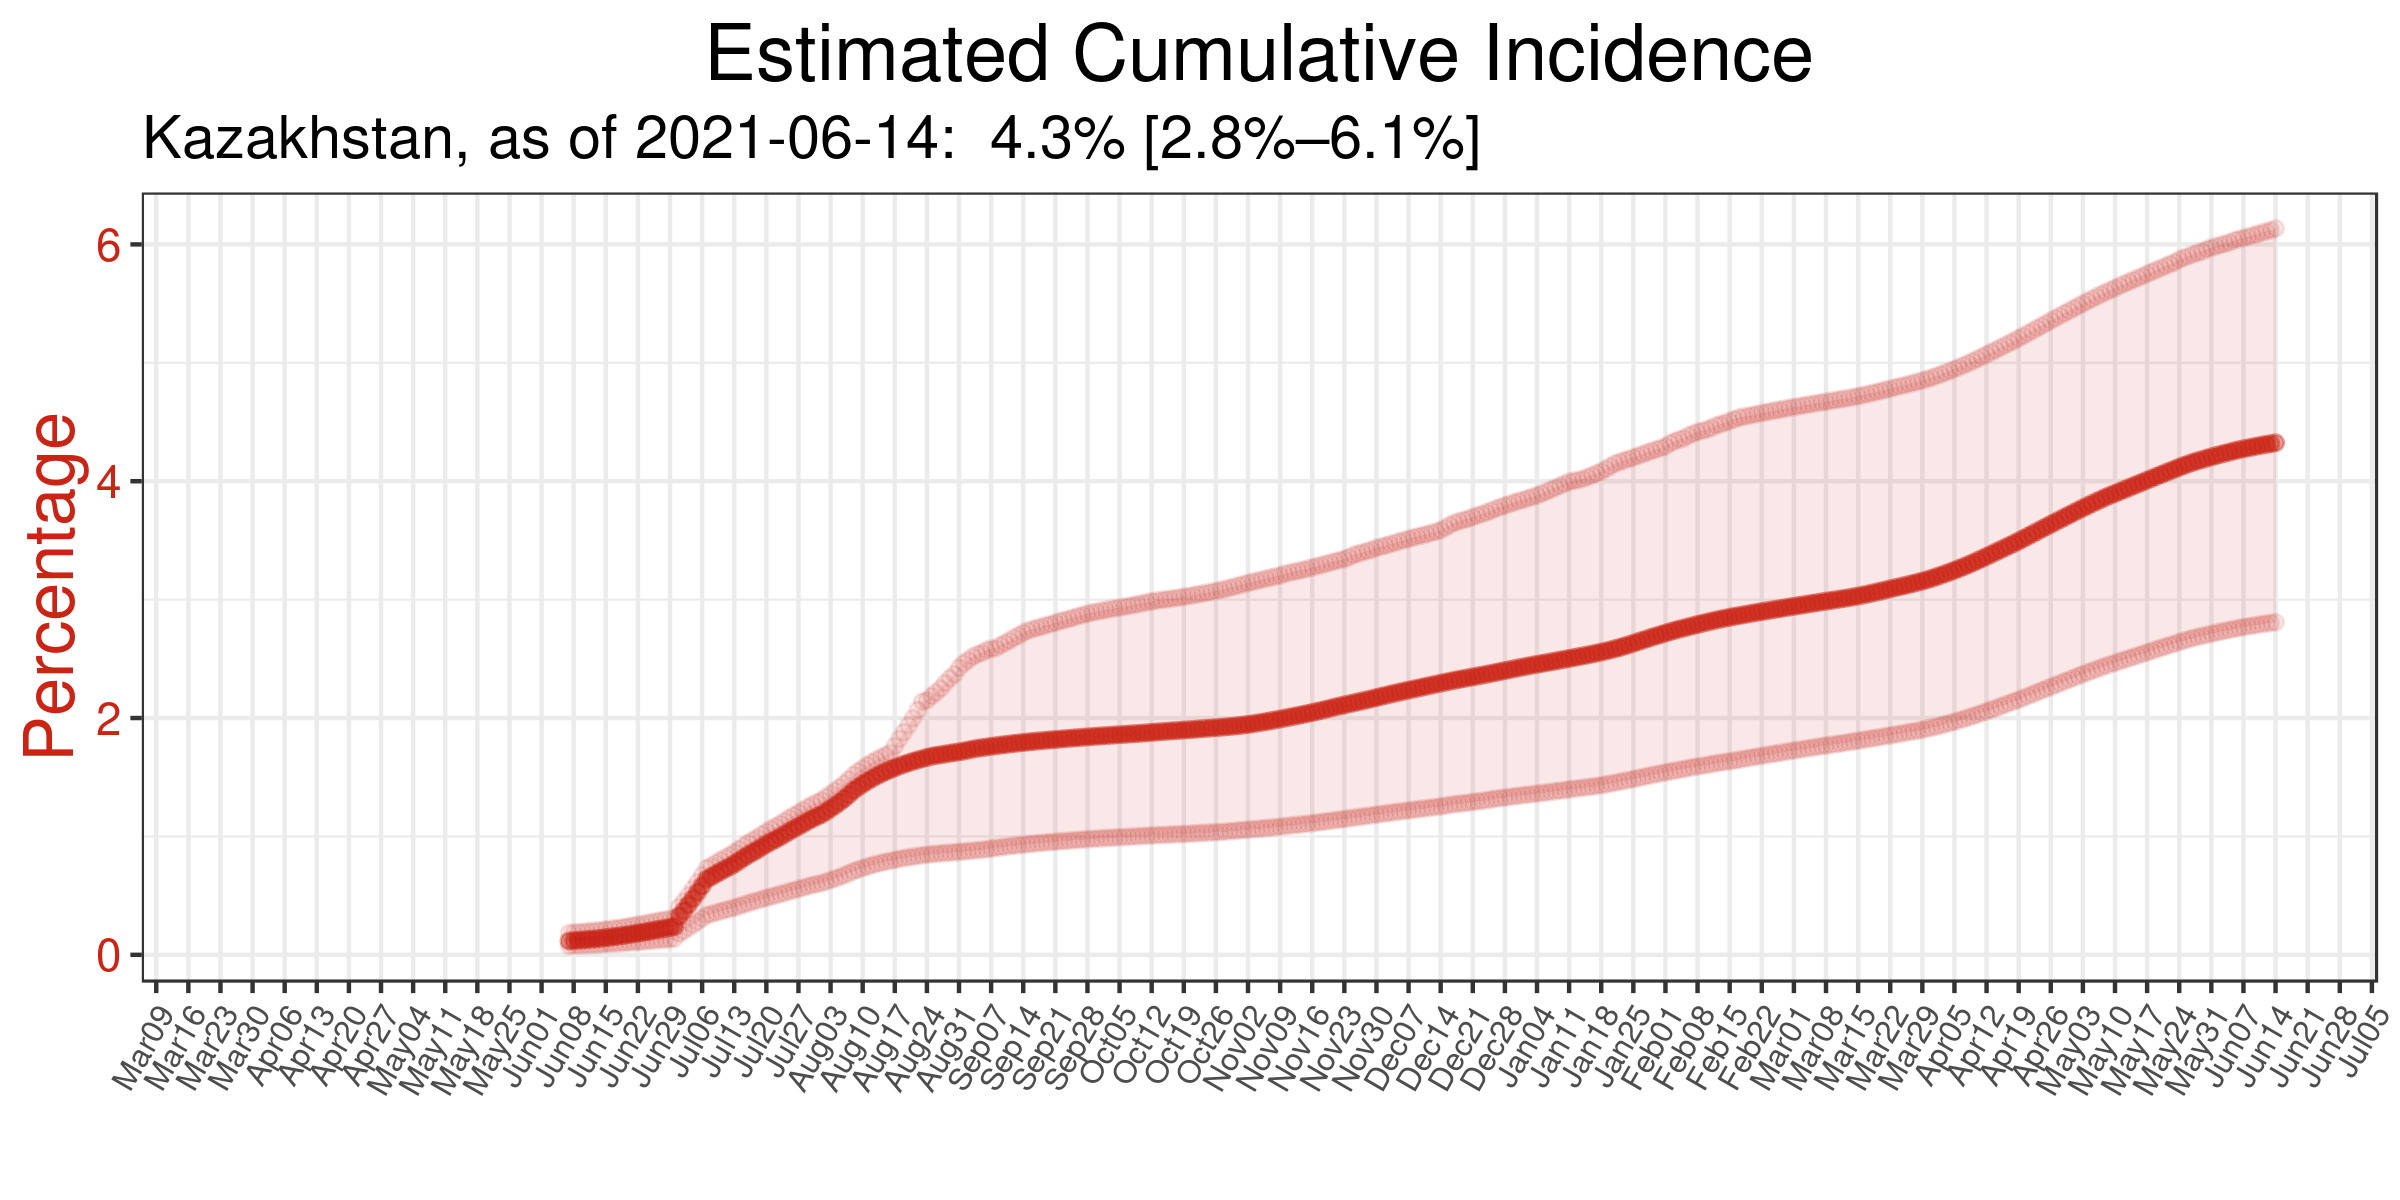 Estimated Cumulative Incidence
Kazakhstan, as of 2021-06-14:  4.3% [2.8%–6.1%]
Percentage
6
4
2
0
Mar09
Mar16
Mar23
Mar30
Apr06
Apr13
Apr20
Apr27
May04
May11
May18
May25
Jun01
Jun08
Jun15
Jun22
Jun29
Jul06
Jul13
Jul20
Jul27
Aug03
Aug10
Aug17
Aug24
Aug31
Sep07
Sep14
Sep21
Sep28
Oct05
Oct12
Oct19
Oct26
Nov02
Nov09
Nov16
Nov23
Nov30
Dec07
Dec14
Dec21
Dec28
Jan04
Jan11
Jan18
Jan25
Feb01
Feb08
Feb15
Feb22
Mar01
Mar08
Mar15
Mar22
Mar29
Apr05
Apr12
Apr19
Apr26
May03
May10
May17
May24
May31
Jun07
Jun14
Jun21
Jun28
Jul05